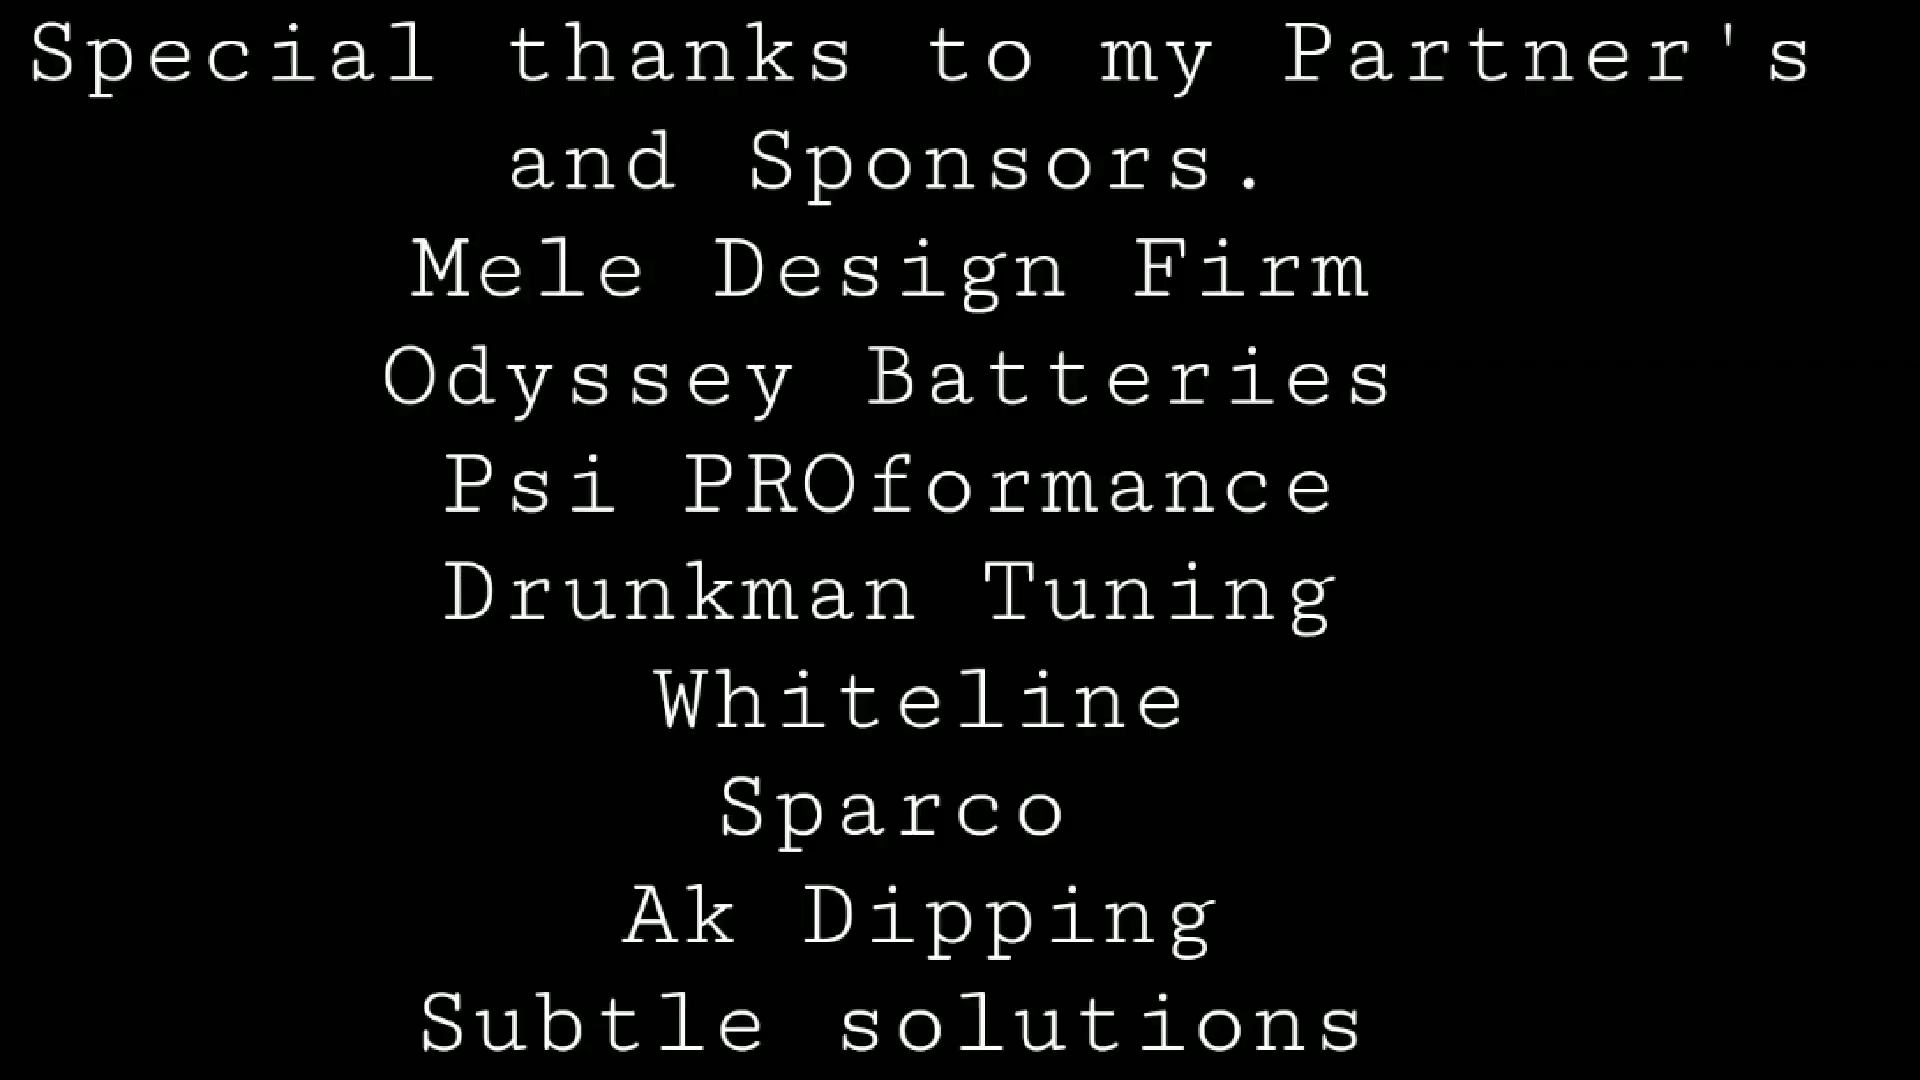 Special thanks to my Partner's
and Sponsors.
Mele Design Firm
Odyssey Batteries
Psi PROformance
Drunkman Tuning
Whiteline
Sparco
Ak Dipping
Subtle solutions